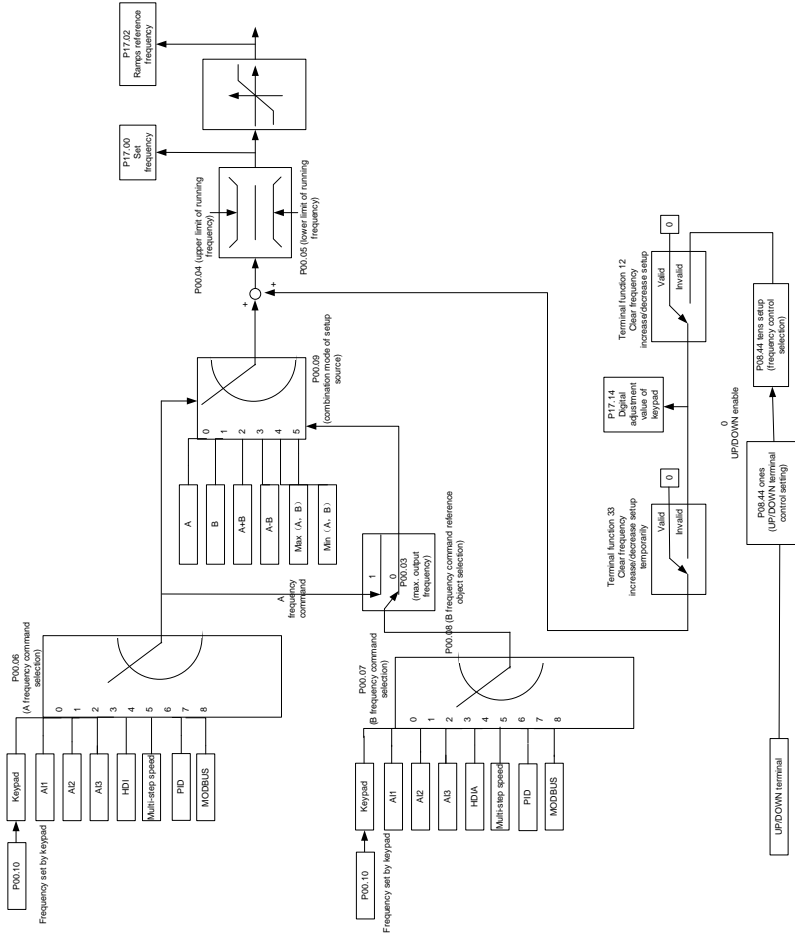 P00.10
Frequency set by keypad
Keypad
AI1
AI2
AI3
HDI
Multi-step speed
PID
MODBUS
P00.06
(A frequency command
selection)
0
1
2
3
4
5
6
7
8
A
frequency
command
A
B
A+B
A-B
Max (A, B)
Min (A, B)
0
1
2
3
4
5
P00.09
(combination mode of setup
source)
+
+
P00.04 (upper limit of running
frequency)
P00.05 (lower limit of running
frequency)
P17.00
Set
frequency
P17.02
Ramps reference
frequency
P00.10
Frequency set by keypad
Keypad
AI1
AI2
AI3
HDIA
Multi-step speed
PID
MODBUS
P00.07
(B frequency command
selection)
0
1
2
3
4
5
6
7
8
1
0
P00.03
(max. output
frequency)
P00.08 (B frequency command reference
object selection)
UP/DOWN terminal
P08.44 ones
(UP/DOWN terminal
control setting)
0
UP/DOWN enable
P08.44 tens setup
(frequency control
selection)
Terminal function 33
Clear frequency
increase/decrease setup
temporarily
Valid
Invalid
0
P17.14
Digital
adjustment
value of
keypad
Terminal function 12
Clear frequency
increase/decrease setup
Valid
Invalid
0